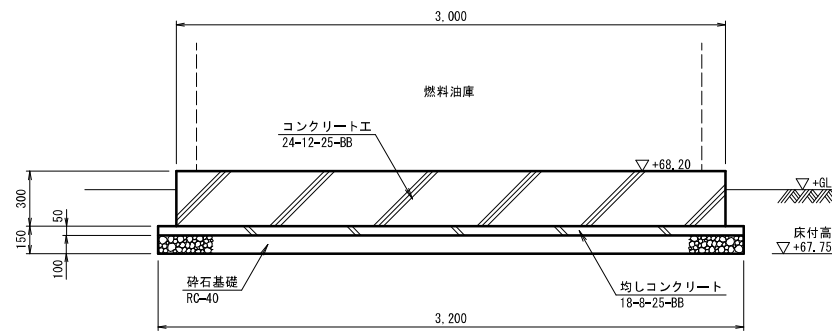 3,000
燃料油庫
コンクリート工
24-12-25-BB
+68.20
+GL
300
50
150
100
床付高
+67.75
砕石基礎
RC-40
均しコンクリート
18-8-25-BB
3,200